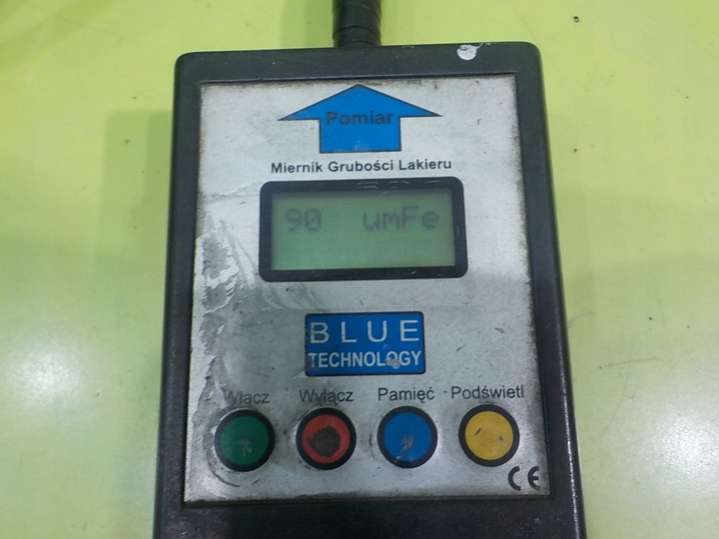 Pomiar
Miernik Grubości Lakieru
90 umFe
BLUE
TECHNOLOGY
Włącz Wyłącz Pamięć Podświetl
CE